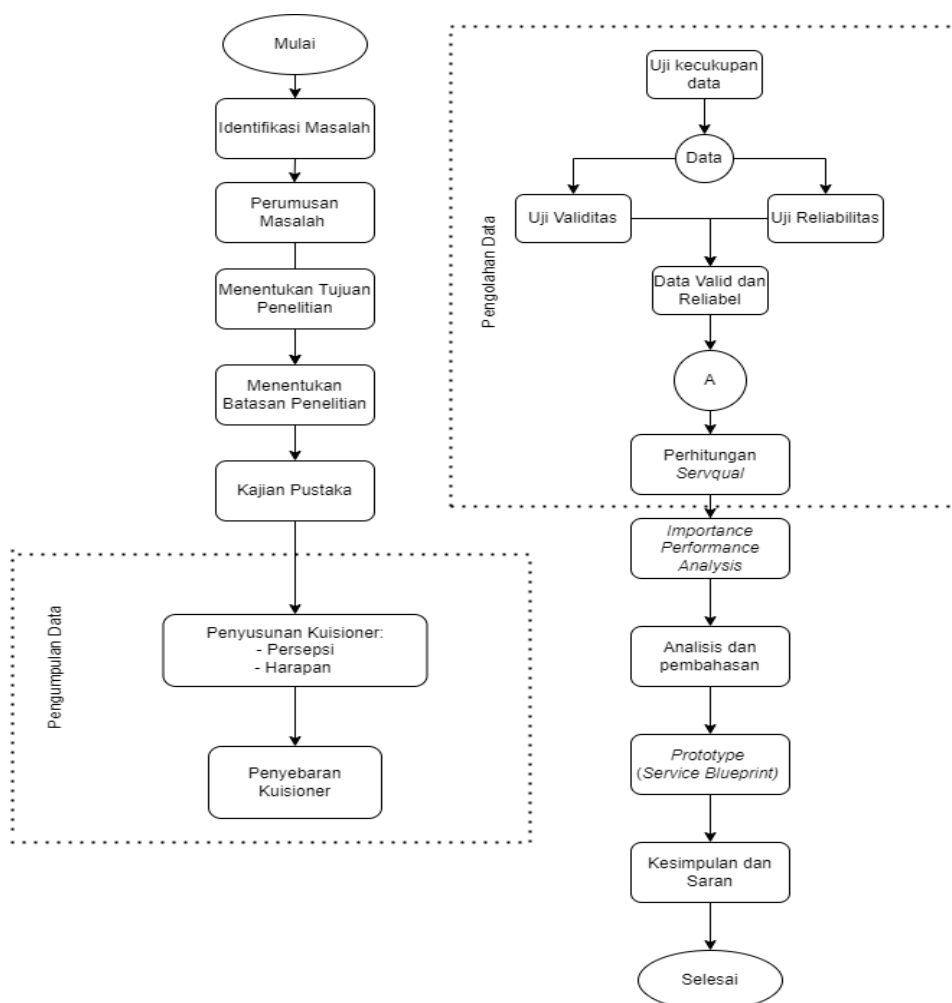 Mulai
Identifikasi Masalah
Perumusan
Masalah
Menentukan Tujuan
Penelitian
Menentukan
Batasan Penelitian
Kajian Pustaka
Pengumpulan Data
Penyusunan Kuisioner:
- Persepsi
- Harapan
Penyebaran
Kuisioner
Pengolahan Data
Uji kecukupan
data
Data
Uji Validitas
Uji Reliabilitas
Data Valid dan
Reliabel
A
Perhitungan
Servqual
Importance
Performance
Analysis
Analisis dan
pembahasan
Prototype
(Service Blueprint)
Kesimpulan dan
Saran
Selesai